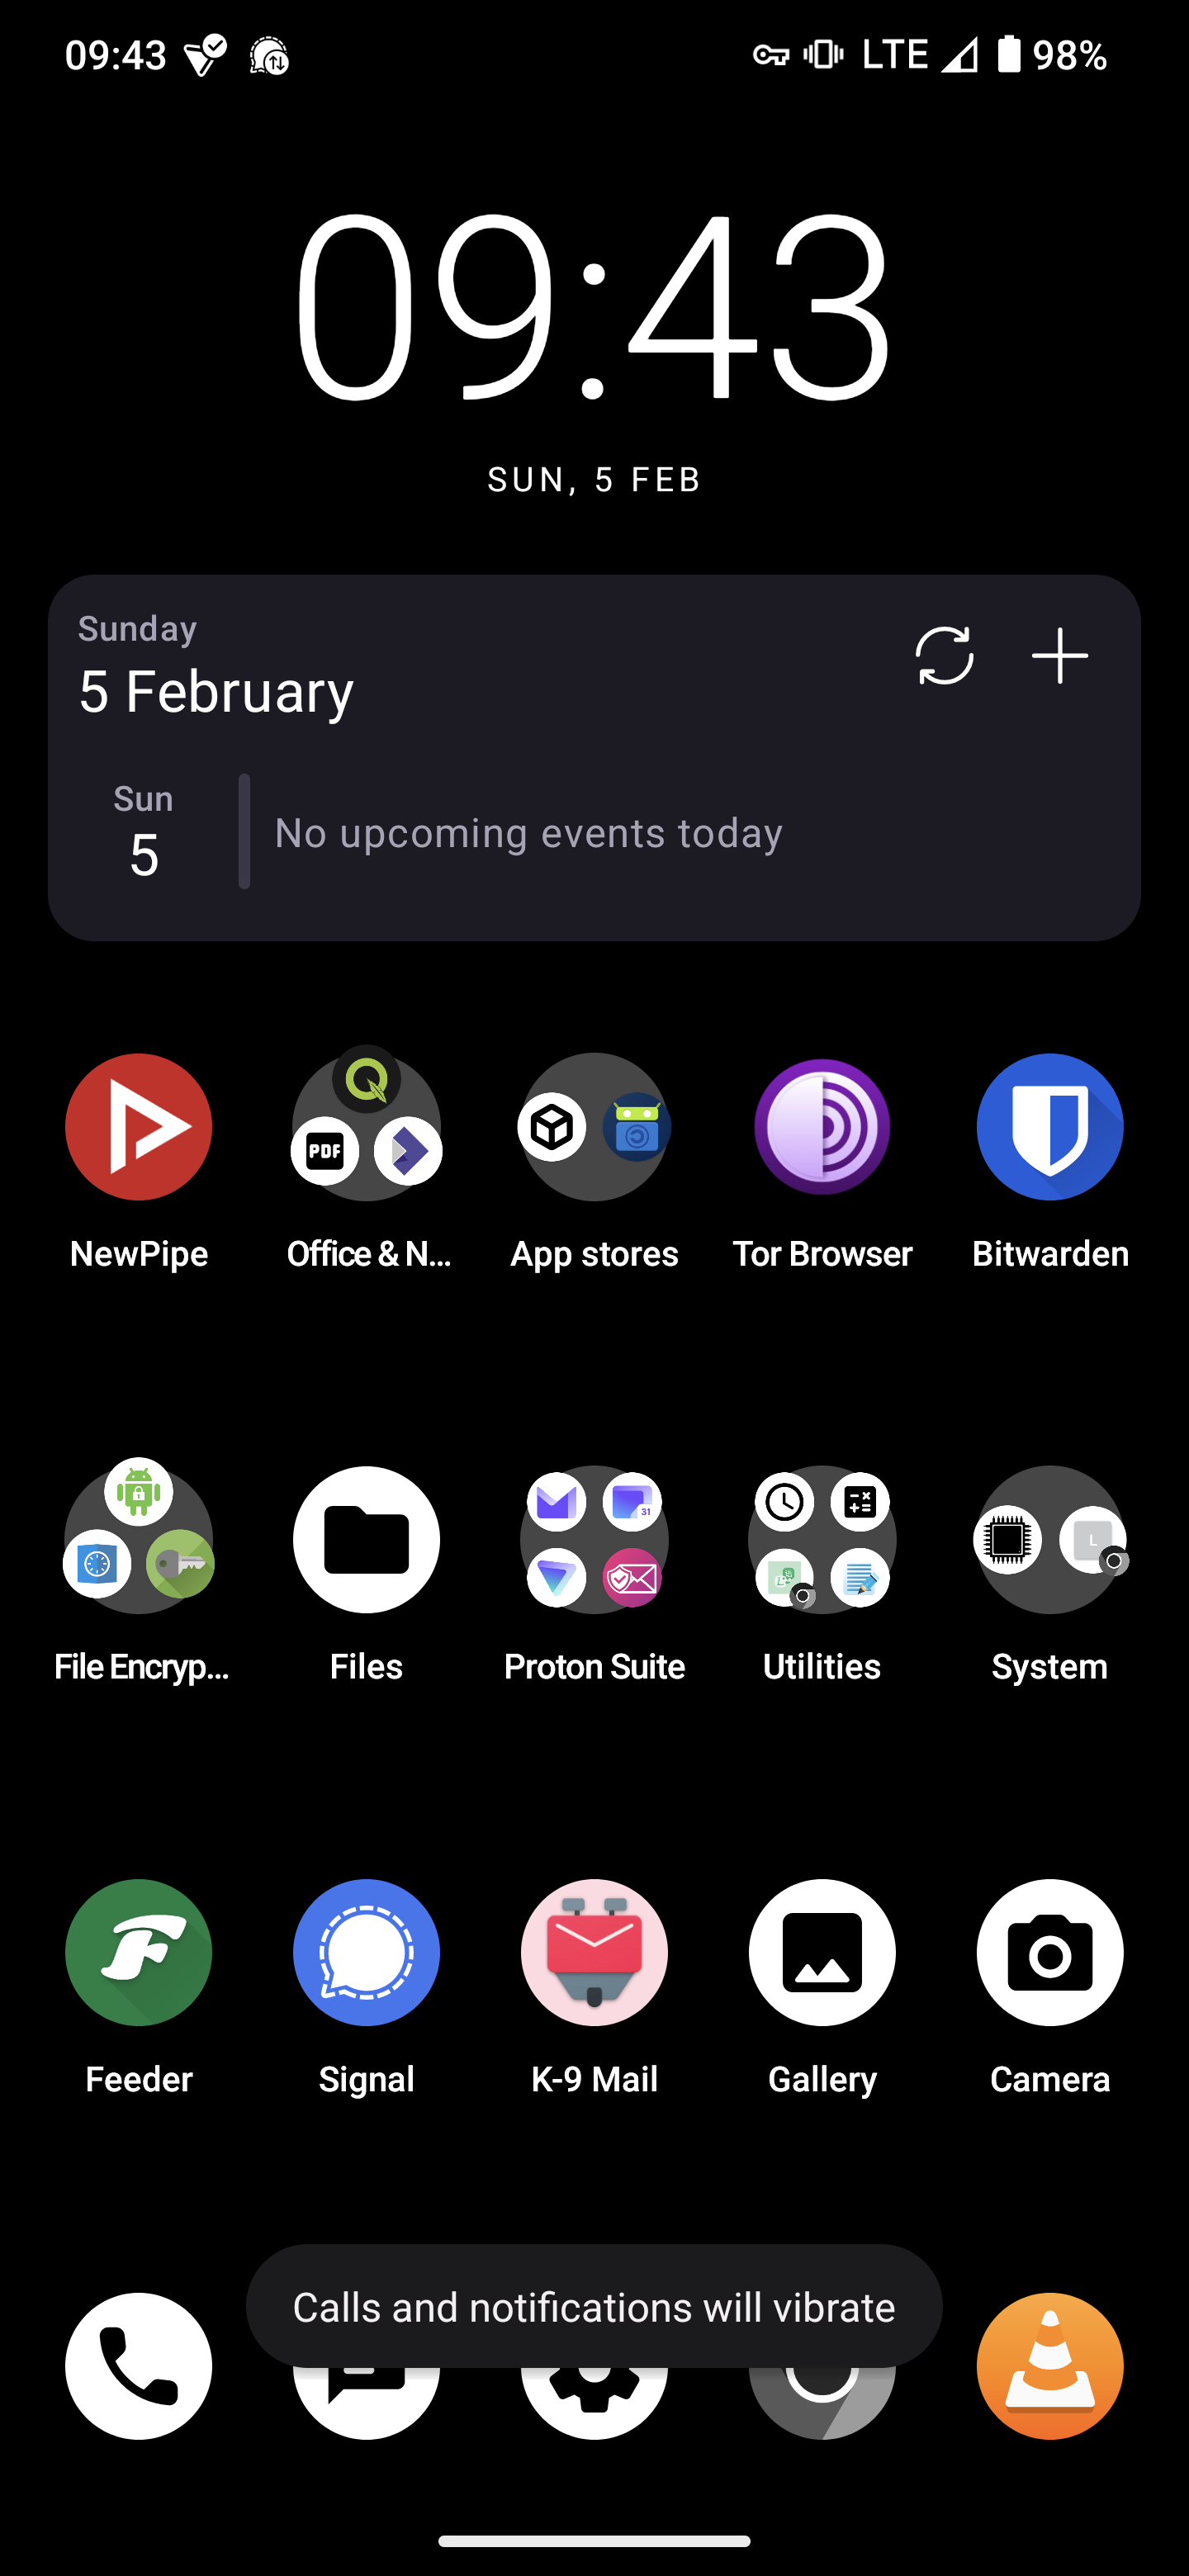 09:43 LTE 98%
09:43
SUN, 5 FEB
Sunday
5 February
Sun
5
No upcoming events today
PDF
NewPipe Office & N... App stores Tor Browser Bitwarden
31
L
File Encryp... Files Proton Suite Utilities System
Feeder Signal K-9 Mail Gallery Camera
Calls and notifications will vibrate